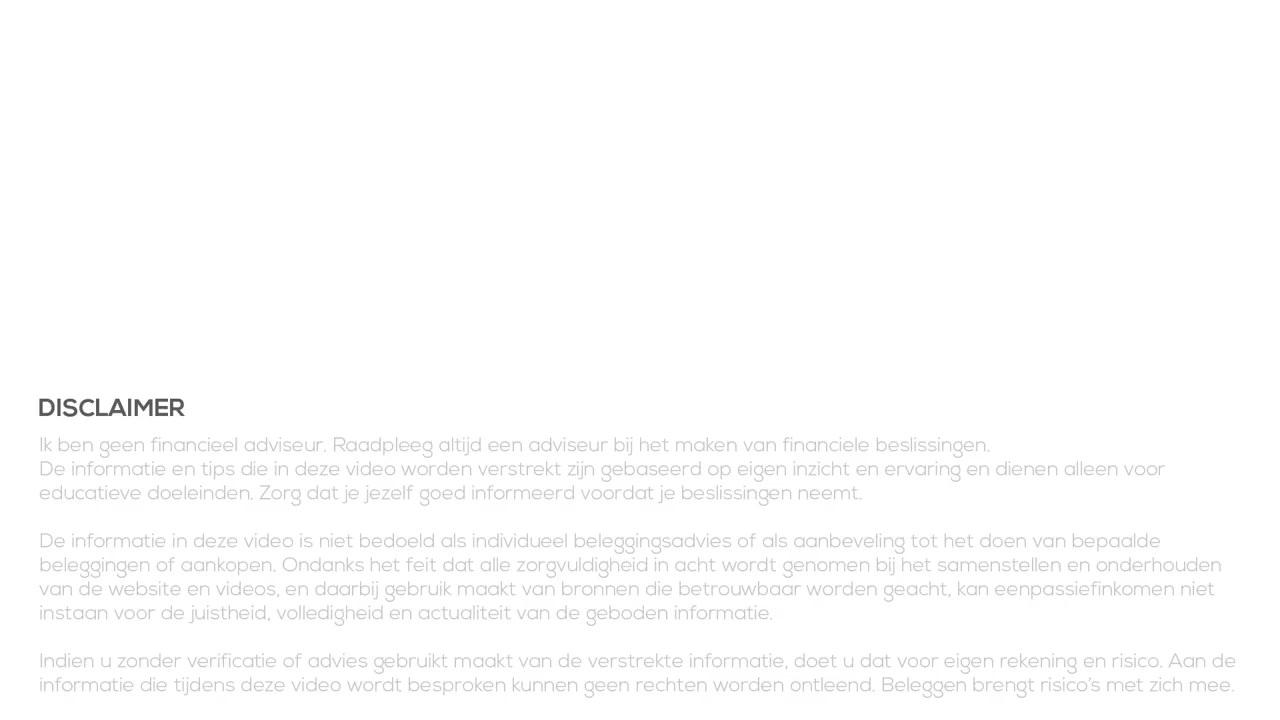 DISCLAIMER
Ik ben geen financieel adviseur. Raadpleeg altijd een adviseur bij het maken van financiele beslissingen.
De informatie en tips die in deze video worden verstrekt zijn gebaseerd op eigen inzicht en ervaring en dienen alleen voor
educatieve doeleinden. Zorg dat je jezelf goed informeerd voordat je beslissingen neemt.
De informatie in deze video is niet bedoeld als individueel beleggingsadvies of als aanbeveling tot het doen van bepaalde
beleggingen of aankopen. Ondanks het feit dat alle zorgvuldigheid in acht wordt genomen bij het samenstellen en onderhouden
van de website en videos, en daarbij gebruik maakt van bronnen die betrouwbaar worden geacht, kan eenpassiefinkomen niet
instaan voor de juistheid, volledigheid en actualiteit van de geboden informatie.
Indien u zonder verificatie of advies gebruikt maakt van de verstrekte informatie, doet u dat voor eigen rekening en risico. Aan de
informatie die tijdens deze video wordt besproken kunnen geen rechten worden ontleend. Beleggen brengt risico's met zich mee.